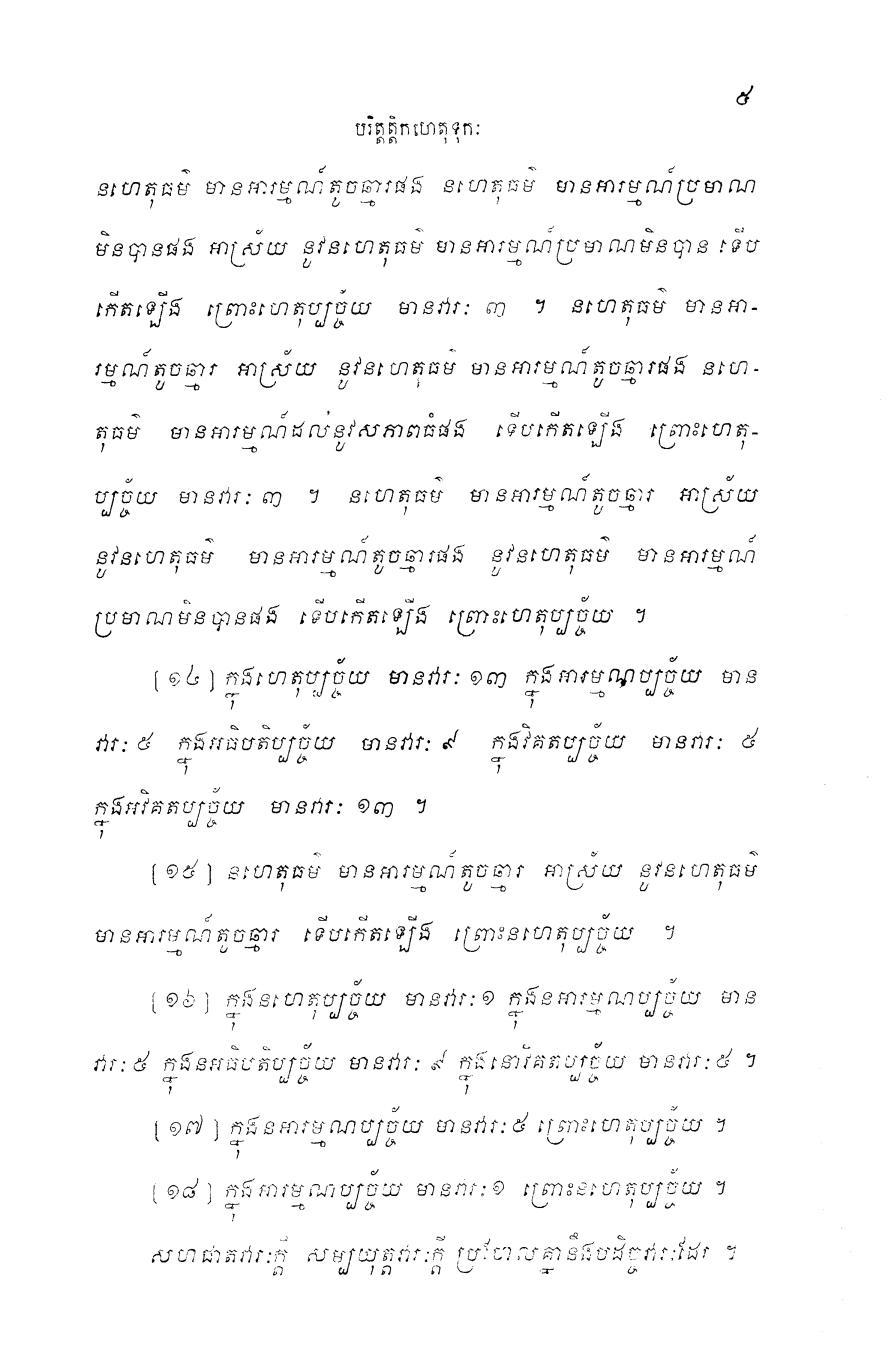 ៥
បរិត្តត្តិកហេតុទុកៈ
នហេតុធម៌ មានអារម្មណ៍តូចឆ្មារផង នហេតុធម៌ មានអារម្មណ៍ប្រមាណ
មិនបានផង អាស្រ័យ នូវនហេតុធម៌ មានអារម្មណ៍ប្រមាណមិនបាន ទើប
កើតឡើង ព្រោះហេតុប្បច្ច័យ មានវារៈ ៣ ។ នហេតុធម៌ មានអា-
រម្មណ៍តូចឆ្មារ អាស្រ័យ នូវនហេតុធម៌ មានអារម្មណ៍តូចឆ្មារផង នហេ-
តុធម៌ មានអារម្មណ៍ដល់នូវសភាពធំផង ទើបកើតឡើង ព្រោះហេតុ-
ប្បច្ច័យ មានវារៈ ៣ ។ នហេតុធម៌ មានអារម្មណ៍តូចឆ្មារ អាស្រ័យ
នូវនហេតុធម៌ មានអារម្មណ៍តូចឆ្មារផង នូវនហេតុធម៌ មានអារម្មណ៍
ប្រមាណមិនបានផង ទើបកើតឡើង ព្រោះហេតុប្បច្ច័យ ។
[១៤] ក្នុងហេតុប្បច្ច័យ មានវារៈ ១៣ ក្នុងអារម្មណប្បច្ច័យ មាន
វារៈ ៥ ក្នុងអធិបតិប្បច្ច័យ មានវារៈ ៩ ក្នុងវិគតប្បច្ច័យ មានវារៈ ៥
ក្នុងអវិគតប្បច្ច័យ មានវារៈ ១៣ ។
[១៥] នហេតុធម៌ មានអារម្មណ៍តូចឆ្មារ អាស្រ័យ នូវនហេតុធម៌
មានអារម្មណ៍តូចឆ្មារ ទើបកើតឡើង ព្រោះនហេតុប្បច្ច័យ ។
[១៦] ក្នុងនហេតុប្បច្ច័យ មានវារៈ១ ក្នុងនអារម្មណប្បច្ច័យ មាន
វារៈ៥ ក្នុងនអធិបតិប្បច្ច័យ មានវារៈ ៩ ក្នុងនោវិគតប្បច្ច័យ មានវារៈ៥ ។
[១៧] ក្នុងនអារម្មណប្បច្ច័យ មានវារៈ៥ ព្រោះហេតុប្បច្ច័យ ។
[១៨] ក្នុងអារម្មណប្បច្ច័យ មានវារៈ១ ព្រោះនហេតុប្បច្ច័យ ។
សហជាតវារៈក្តី សម្បយុត្តវារៈក្តី ប្រហែលគ្នានឹងបដិច្ចវារៈដែរ ។